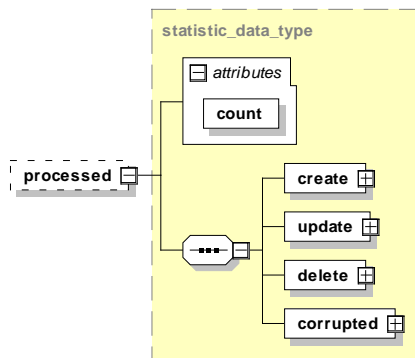 statistic_data_type
attributes
count
processed
create
update
delete
corrupted